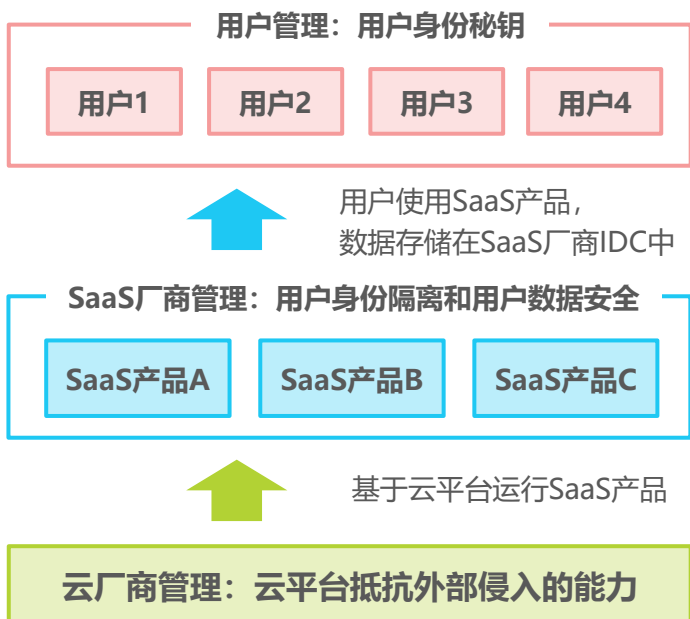 用户管理：用户身份秘钥
用户1 用户2 用户3 用户4
用户使用SaaS产品，
数据存储在SaaS厂商IDC中
SaaS厂商管理：用户身份隔离和用户数据安全
SaaS产品A SaaS产品B SaaS产品C
基于云平台运行SaaS产品
云厂商管理：云平台抵抗外部侵入的能力